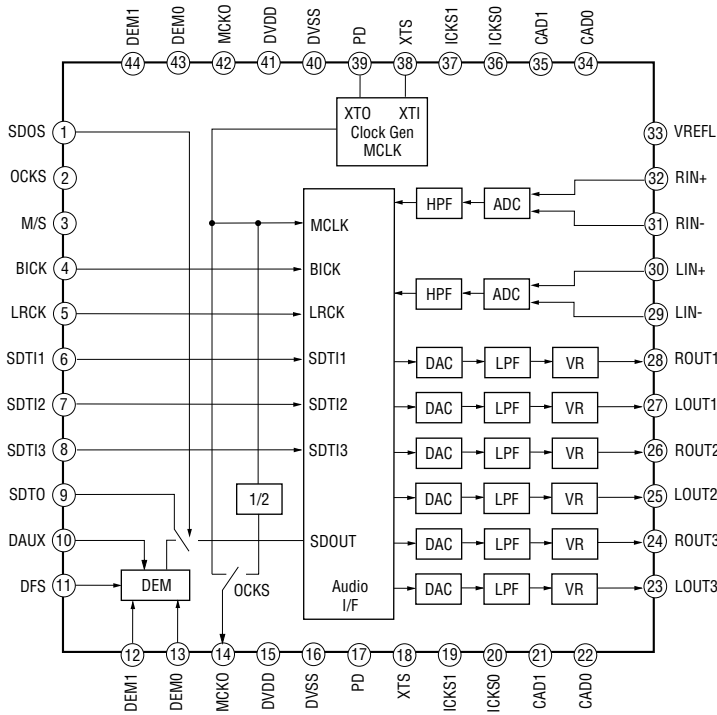 DEM1 DEM0 MCKO DVDD DVSS PD XTS ICKS1 ICKS0 CAD1 CAD0
44 43 42 41 40 39 38 37 36 35 34
XTO XTI
Clock Gen
MCLK
SDOS 1
33 VREFL
OCKS 2
HPF ADC
32 RIN+
M/S 3
MCLK
31 RIN-
BICK 4
BICK
HPF ADC
30 LIN+
LRCK 5
LRCK
29 LIN-
SDTI1 6
SDTI1
DAC LPF VR
28 ROUT1
SDTI2 7
SDTI2
DAC LPF VR
27 LOUT1
SDTI3 8
SDTI3
DAC LPF VR
26 ROUT2
SDTO 9
1/2
DAC LPF VR
25 LOUT2
DAUX 10
SDOUT
DAC LPF VR
24 ROUT3
DFS 11
DEM
OCKS
Audio
I/F
DAC LPF VR
23 LOUT3
12 13 14 15 16 17 18 19 20 21 22
DEM1 DEM0 MCKO DVDD DVSS PD XTS ICKS1 ICKS0 CAD1 CAD0